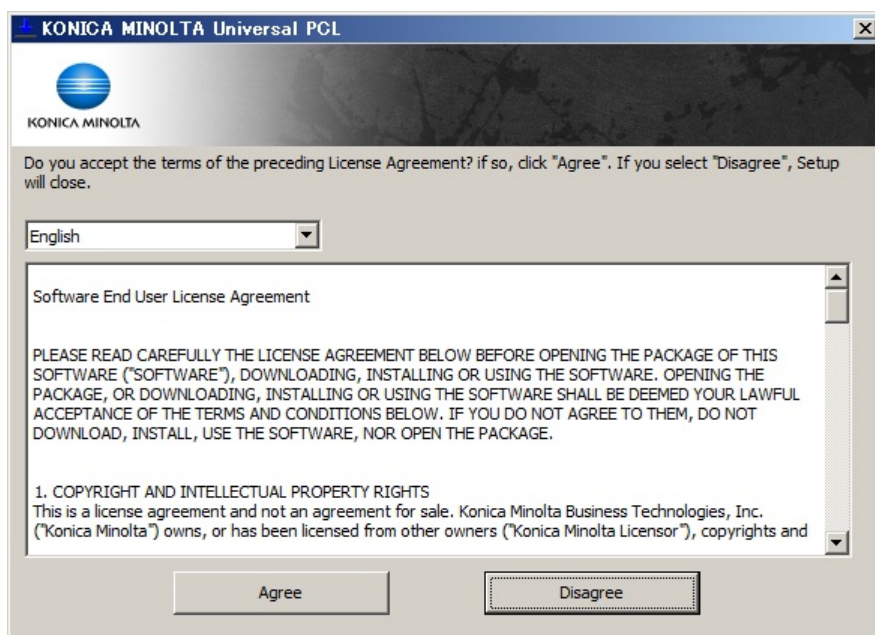 KONICA MINOLTA Universal PCL
KONICA MINOLTA
Do you accept the terms of the preceding License Agreement? if so, click "Agree". If you select "Disagree", Setup
will close.
English
Software End User License Agreement
PLEASE READ CAREFULLY THE LICENSE AGREEMENT BELOW BEFORE OPENING THE PACKAGE OF THIS
SOFTWARE ("SOFTWARE"), DOWNLOADING, INSTALLING OR USING THE SOFTWARE. OPENING THE
PACKAGE, OR DOWNLOADING, INSTALLING OR USING THE SOFTWARE SHALL BE DEEMED YOUR LAWFUL
ACCEPTANCE OF THE TERMS AND CONDITIONS BELOW. IF YOU DO NOT AGREE TO THEM, DO NOT
DOWNLOAD, INSTALL, USE THE SOFTWARE, NOR OPEN THE PACKAGE.
1. COPYRIGHT AND INTELLECTUAL PROPERTY RIGHTS
This is a license agreement and not an agreement for sale. Konica Minolta Business Technologies, Inc.
("Konica Minolta") owns, or has been licensed from other owners ("Konica Minolta Licensor"), copyrights and
Agree
Disagree